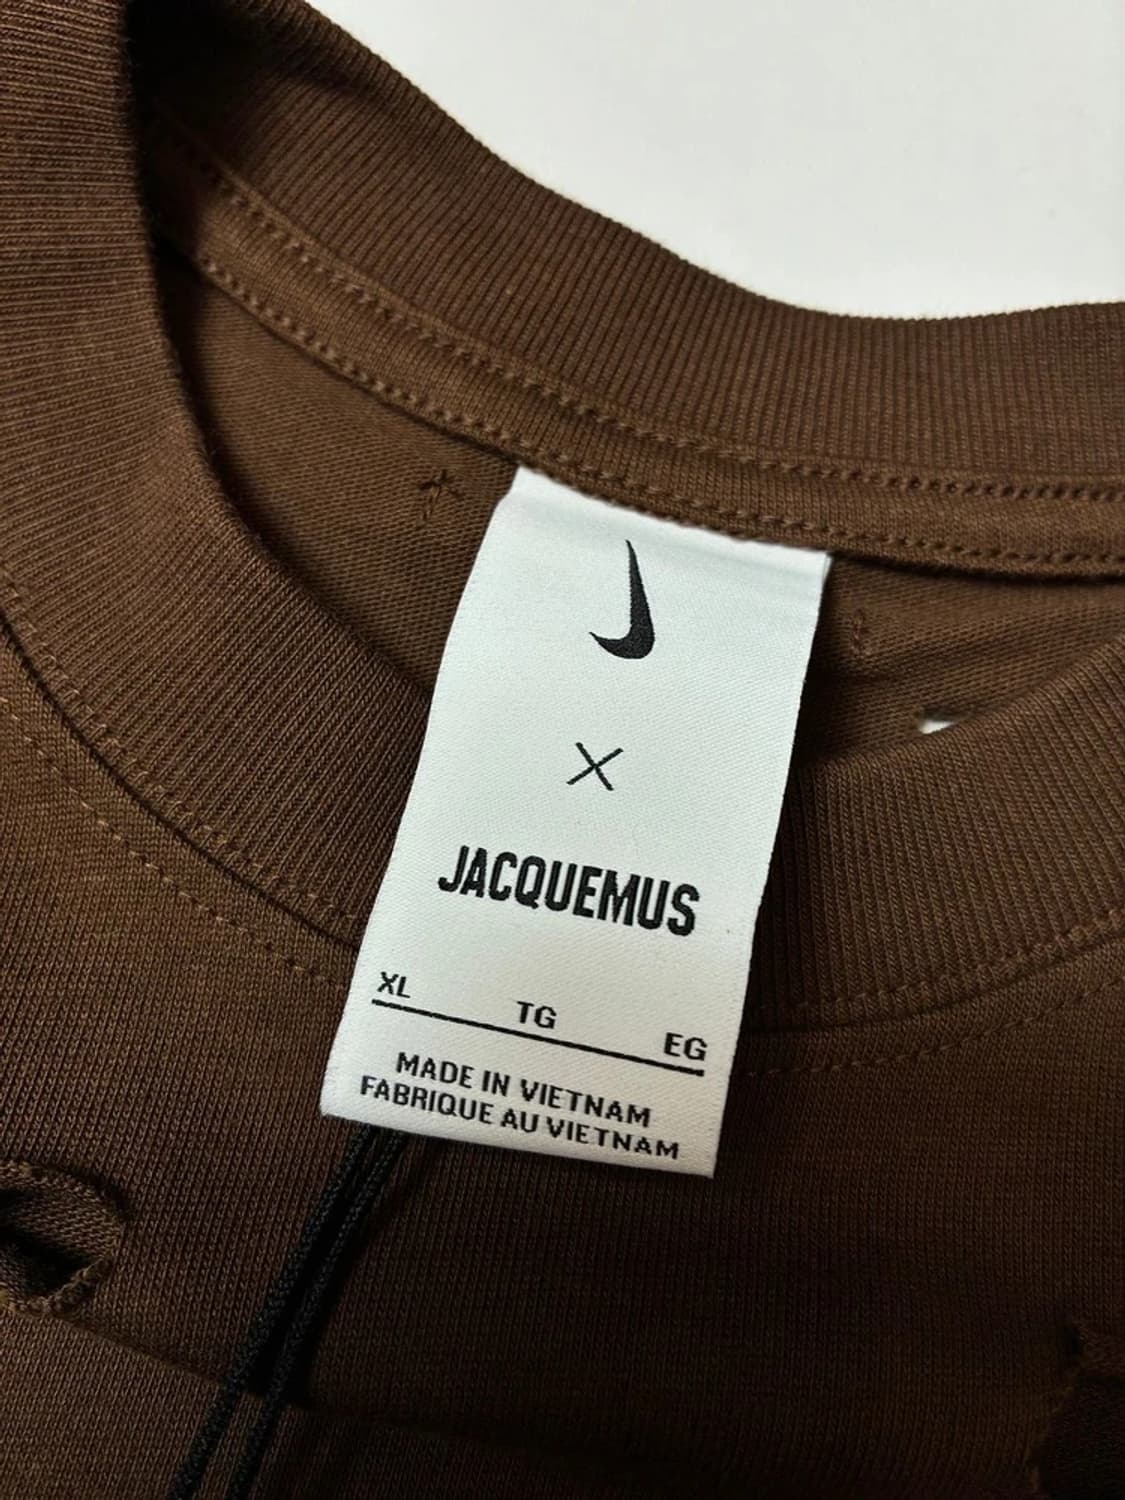 X
JACQUEMUS
XL TG EG
MADE IN VIETNAM
FABRIQUE AU VIETNAM